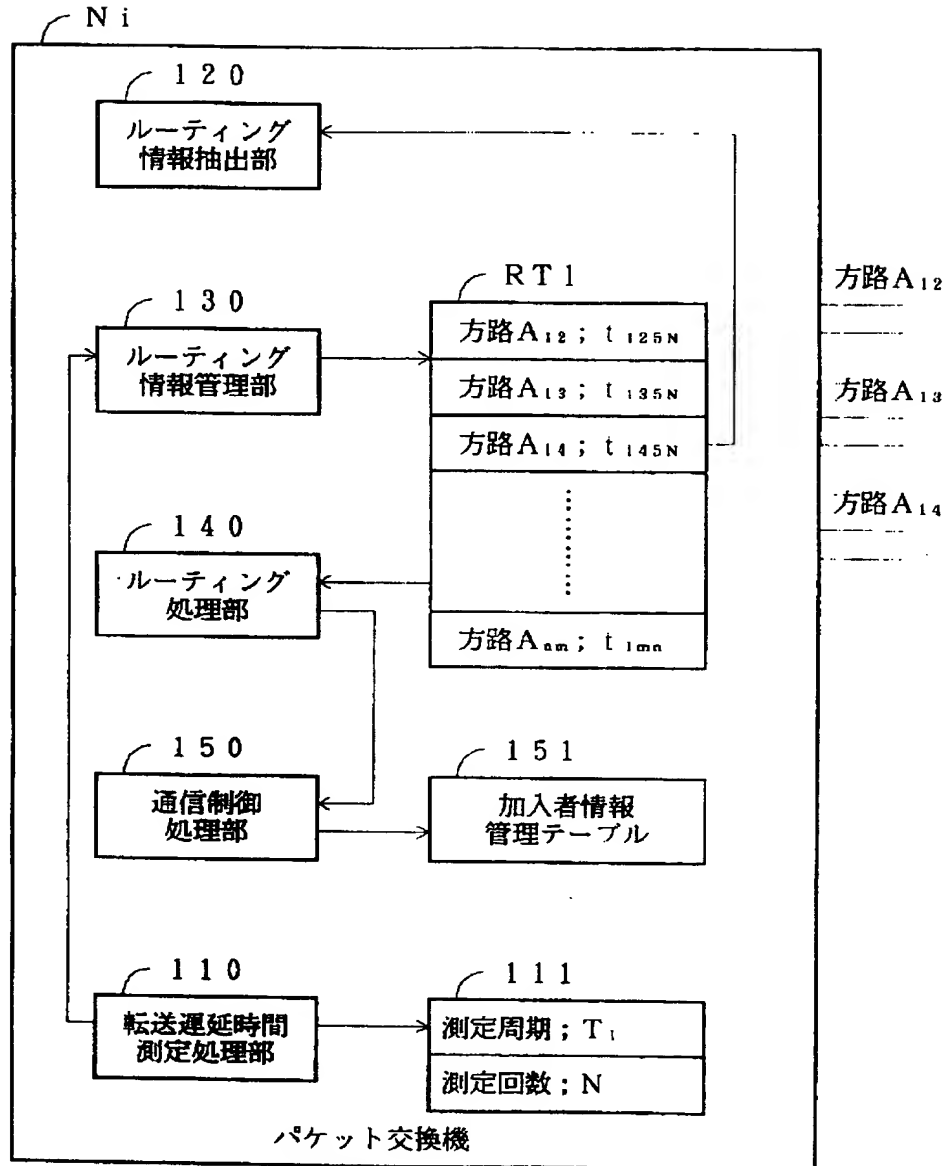 Ni
120
ルーティング
情報抽出部
130
ルーティング
情報管理部
RT1
方路A12；t125N
方路A13；t135N
方路A14；t145N
方路Anm；t1mn
方路A12
方路A13
方路A14
140
ルーティング
処理部
150
通信制御
処理部
151
加入者情報
管理テーブル
110
転送遅延時間
測定処理部
111
測定周期；T1
測定回数；N
パケット交換機